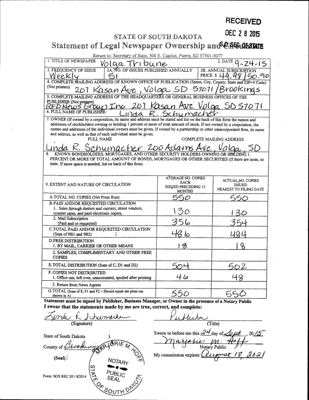 RECEIVED
DEC 28 2015
STATE OF SOUTH DAKOTA
Statement of Legal Newspaper Ownership and
Return to: Secretary of State, 500 E. Capitol, Pierre, SD 57501-5077
1. TITLE OF NEWSPAPER Volga Tribune
2. DATE 9-24-15
3. FREQUENCY OF ISSUE Weekly
3A. NO. OF ISSUES PUBLISHED ANNUALLY 51
3B. ANNUAL SUBSCRIPTION PRICE $ 44.94/50.90
4. COMPLETE MAILING ADDRESS OF KNOWN OFFICE OF PUBLICATION (Street, City, County, State and ZIP+4 Code) (Not printers)
207 Kasan Ave, Volga SD 57071/Brookings
5. COMPLETE MAILING ADDRESS OF THE HEADQUARTERS OR GENERAL BUSINESS OFFICES OF THE PUBLISHER (Not printer)
RFD News Group Inc 207 Kasan Ave Volga SD 57071
6. FULL NAME OF PUBLISHER: Linda R. Schumacher
7. OWNER (If owned by a corporation, its name and address must be stated and list on the back of this form the names and
addresses of stockholders owning or holding 1 percent or more of total amount of stock. If not owned by a corporation, the
names and addresses of the individual owners must be given. If owned by a partnership or other unincorporated firm, its name
and address, as well as that of each individual must be given.
FULL NAME COMPLETE MAILING ADDRESS
Linda R. Schumacher 200 Adams Ave, Volga, SD
8. KNOWN BONDHOLDERS, MORTGAGEES, AND OTHER SECURITY HOLDERS OWNING OR HOLDING 1
PERCENT OR MORE OF TOTAL AMOUNT OF BONDS, MORTGAGES OR OTHER SECURITIES (If there are none, so
state. If more space is needed, list on back of this form.
9. EXTENT AND NATURE OF CIRCULATION
AVERAGE NO. COPIES EACH ISSUED PRECEDING 12 MONTHS
ACTUAL NO. COPIES ISSUED NEAREST TO FILING DATE
A. TOTAL NO. COPIES (Net Press Run) 550 550
B. PAID AND/OR REQUESTED CIRCULATION
1. Sales through dealers and carriers, street vendors, counter sales, and paid electronic copies. 130 130
2. Mail Subscription (Paid and or requested) 356 354
C. TOTAL PAID AND/OR REQUESTED CIRCULATION (Sum of 9B1 and 9B2) 486 484
D. FREE DISTRIBUTION
1. BY MAIL, CARRIER OR OTHER MEANS 18 18
2. SAMPLES, COMPLIMENTARY AND OTHER FREE COPIES
E. TOTAL DISTRIBUTION (Sum of C, D1 and D2) 504 502
F. COPIES NOT DISTRIBUTED
1. Office use, left over, unaccounted, spoiled after printing 46 48
2. Return from News Agents
G. TOTAL (Sum of E, F1 and F2 - Should equal net press run shown in A) 550 550
Statement must be signed by Publisher, Business Manager, or Owner in the presence of a Notary Public
I swear that the statements made by me are true, correct, and complete:
Linda R. Schumacher Publisher
(Signature) (Title)
State of South Dakota )
County of Brookings
(Seal)
Sworn to before me this 24 day of Sept, 2015
Marjorie M. Hoff
Notary Public
My commission expires: August 18, 2021
MARJORIE M. HOFF
NOTARY
PUBLIC
SEAL
STATE OF SOUTH DAKOTA
Form: SOS REC 051 8/2014